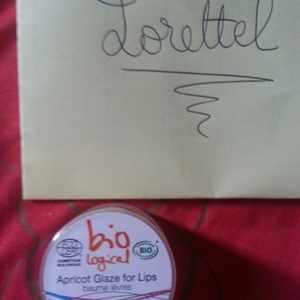 Lorettel
bio
logical
BIO
Apricot Glaze for Lips
baume lèvres